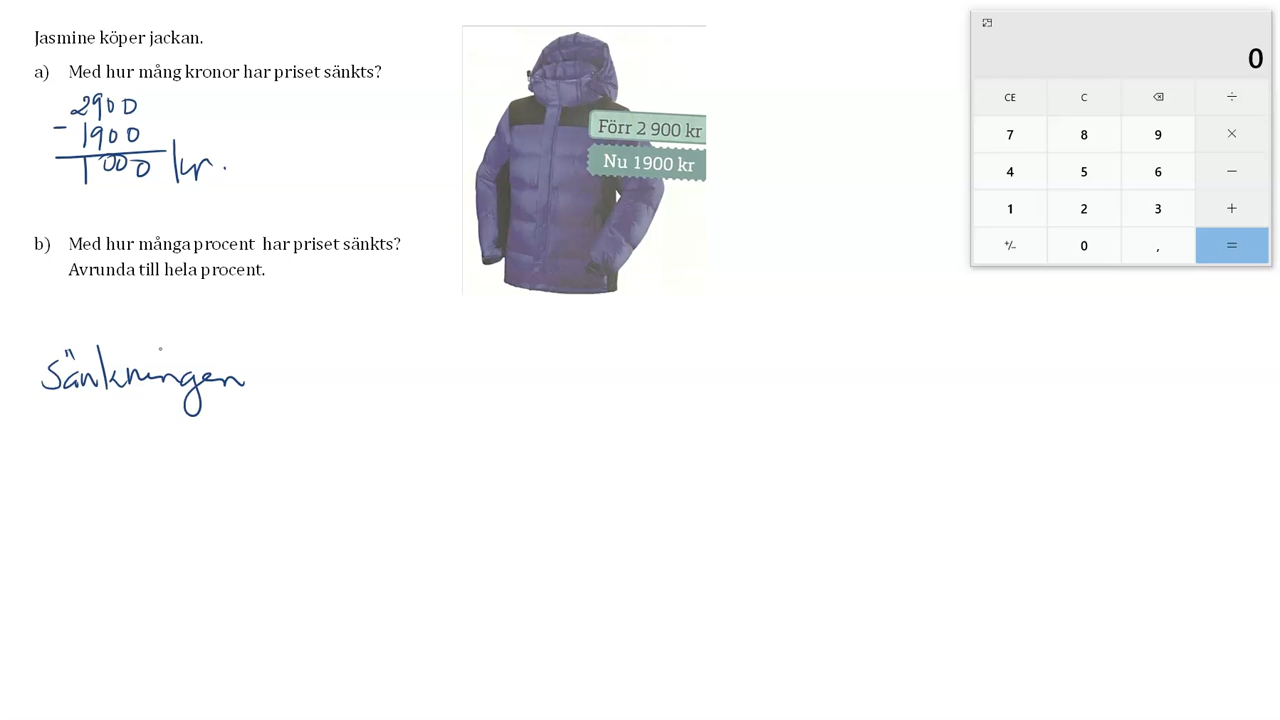 Jasmine köper jackan.
a) Med hur mång kronor har priset sänkts?
2900
- 1900
1000 kr.
Förr 2 900 kr
Nu 1900 kr
b) Med hur många procent har priset sänkts?
Avrunda till hela procent.
Sänkningen
0
CE C ⌫ ÷
7 8 9 ×
4 5 6 −
1 2 3 +
+/− 0 , =